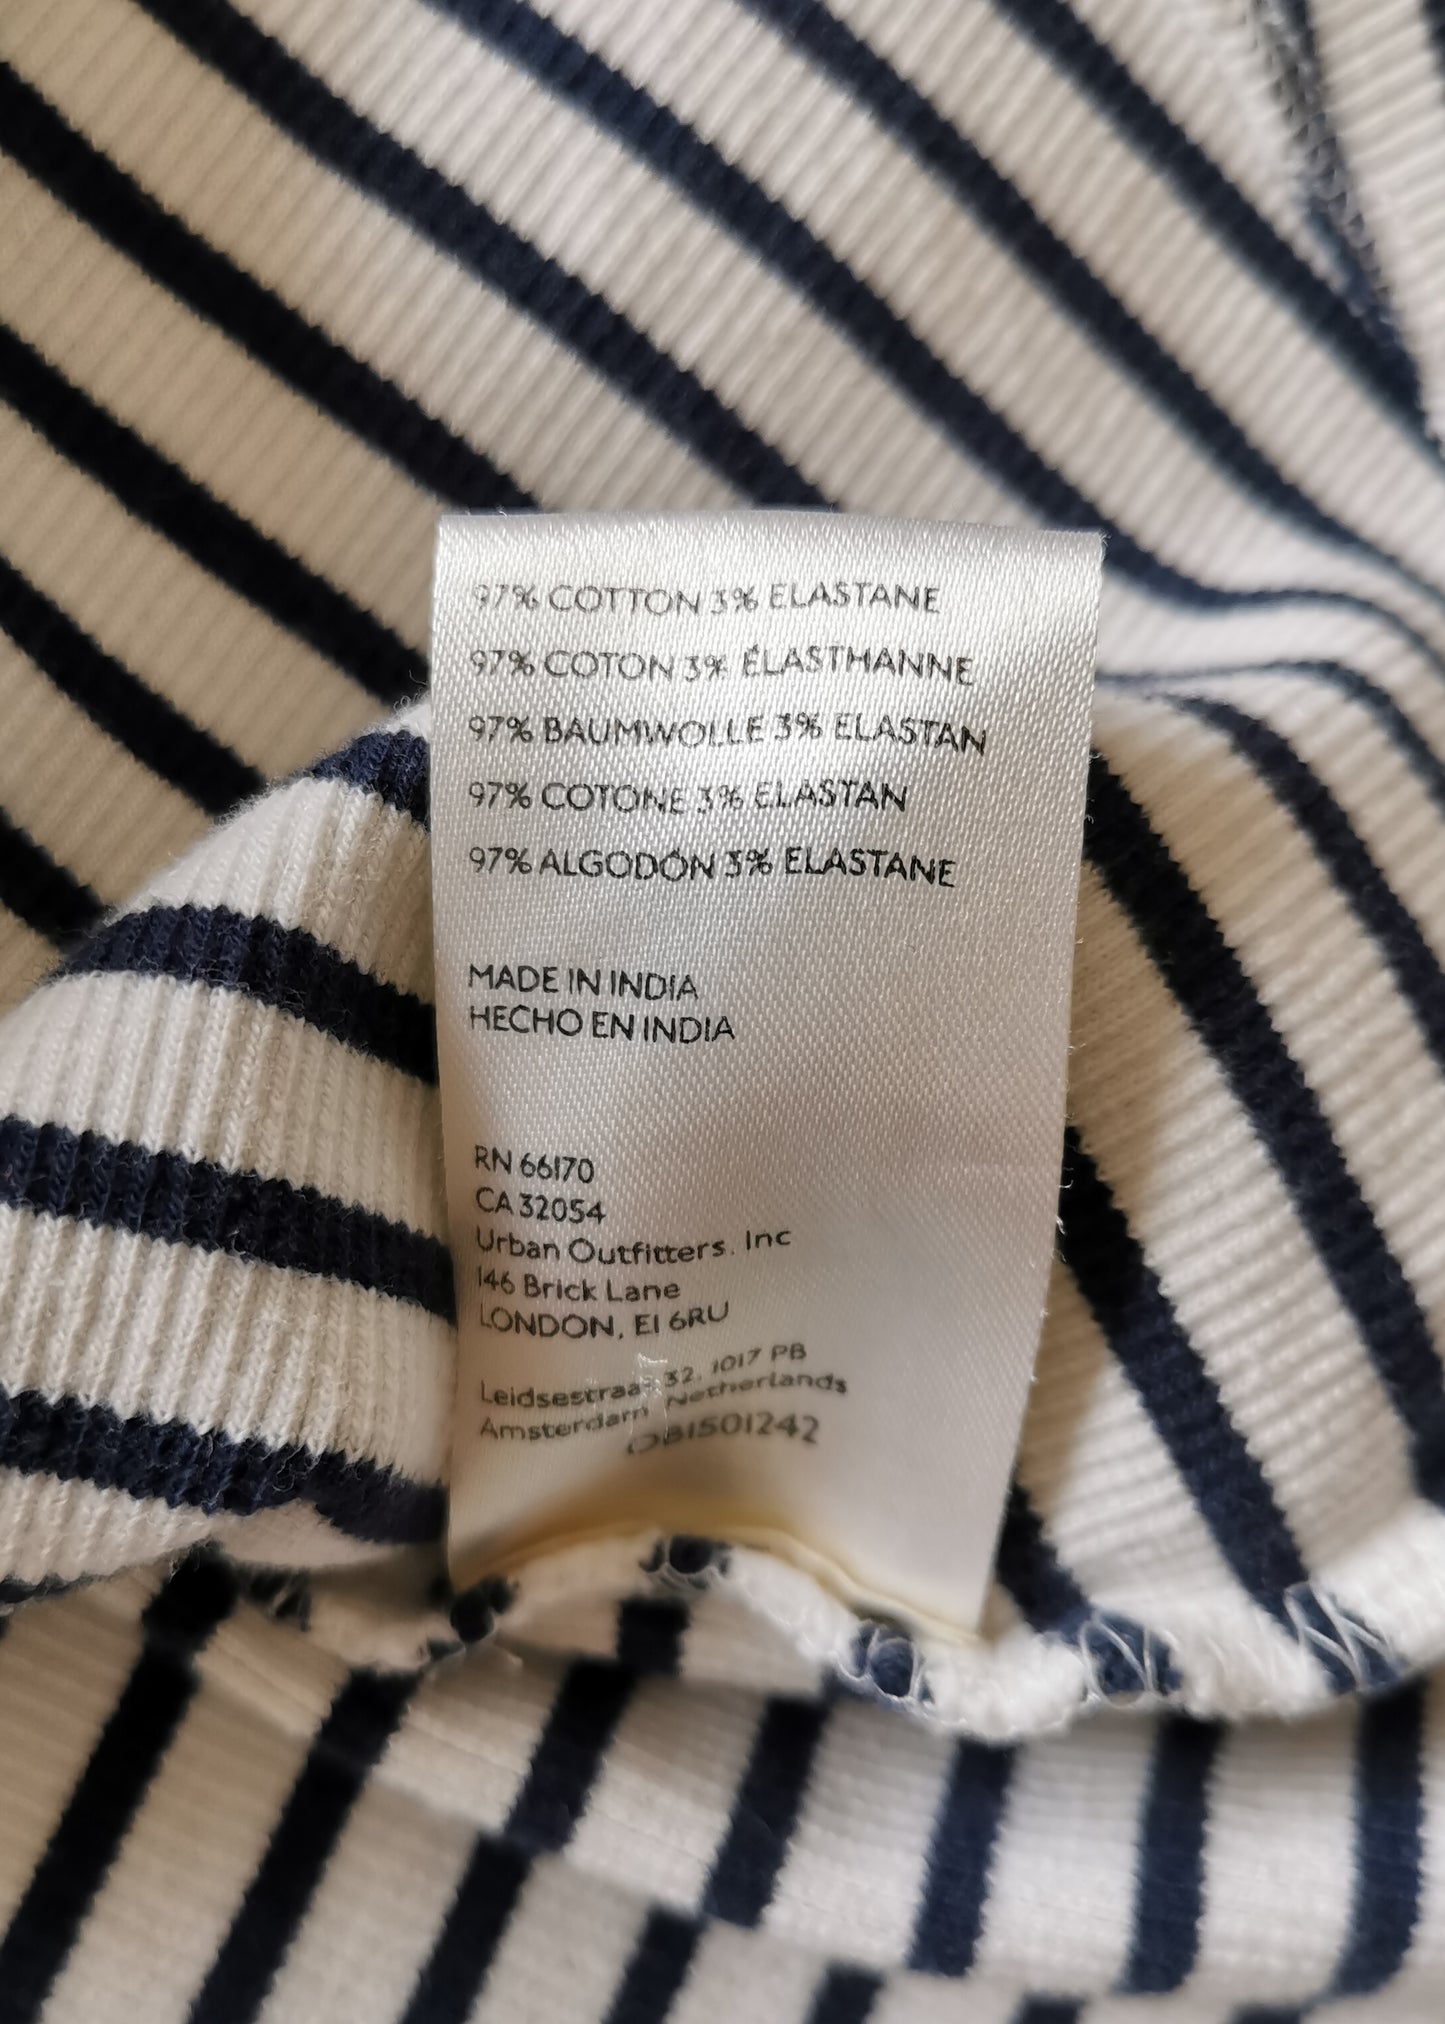 97% COTTON 3% ELASTANE
97% COTON 3% ÉLASTHANNE
97% BAUMWOLLE 3% ELASTAN
97% COTONE 3% ELASTAN
97% ALGODÓN 3% ELASTANE
MADE IN INDIA
HECHO EN INDIA
RN 66170
CA 32054
Urban Outfitters, Inc
146 Brick Lane
LONDON, E1 6RU
32, 1017 PB
Amsterdam Netherlands